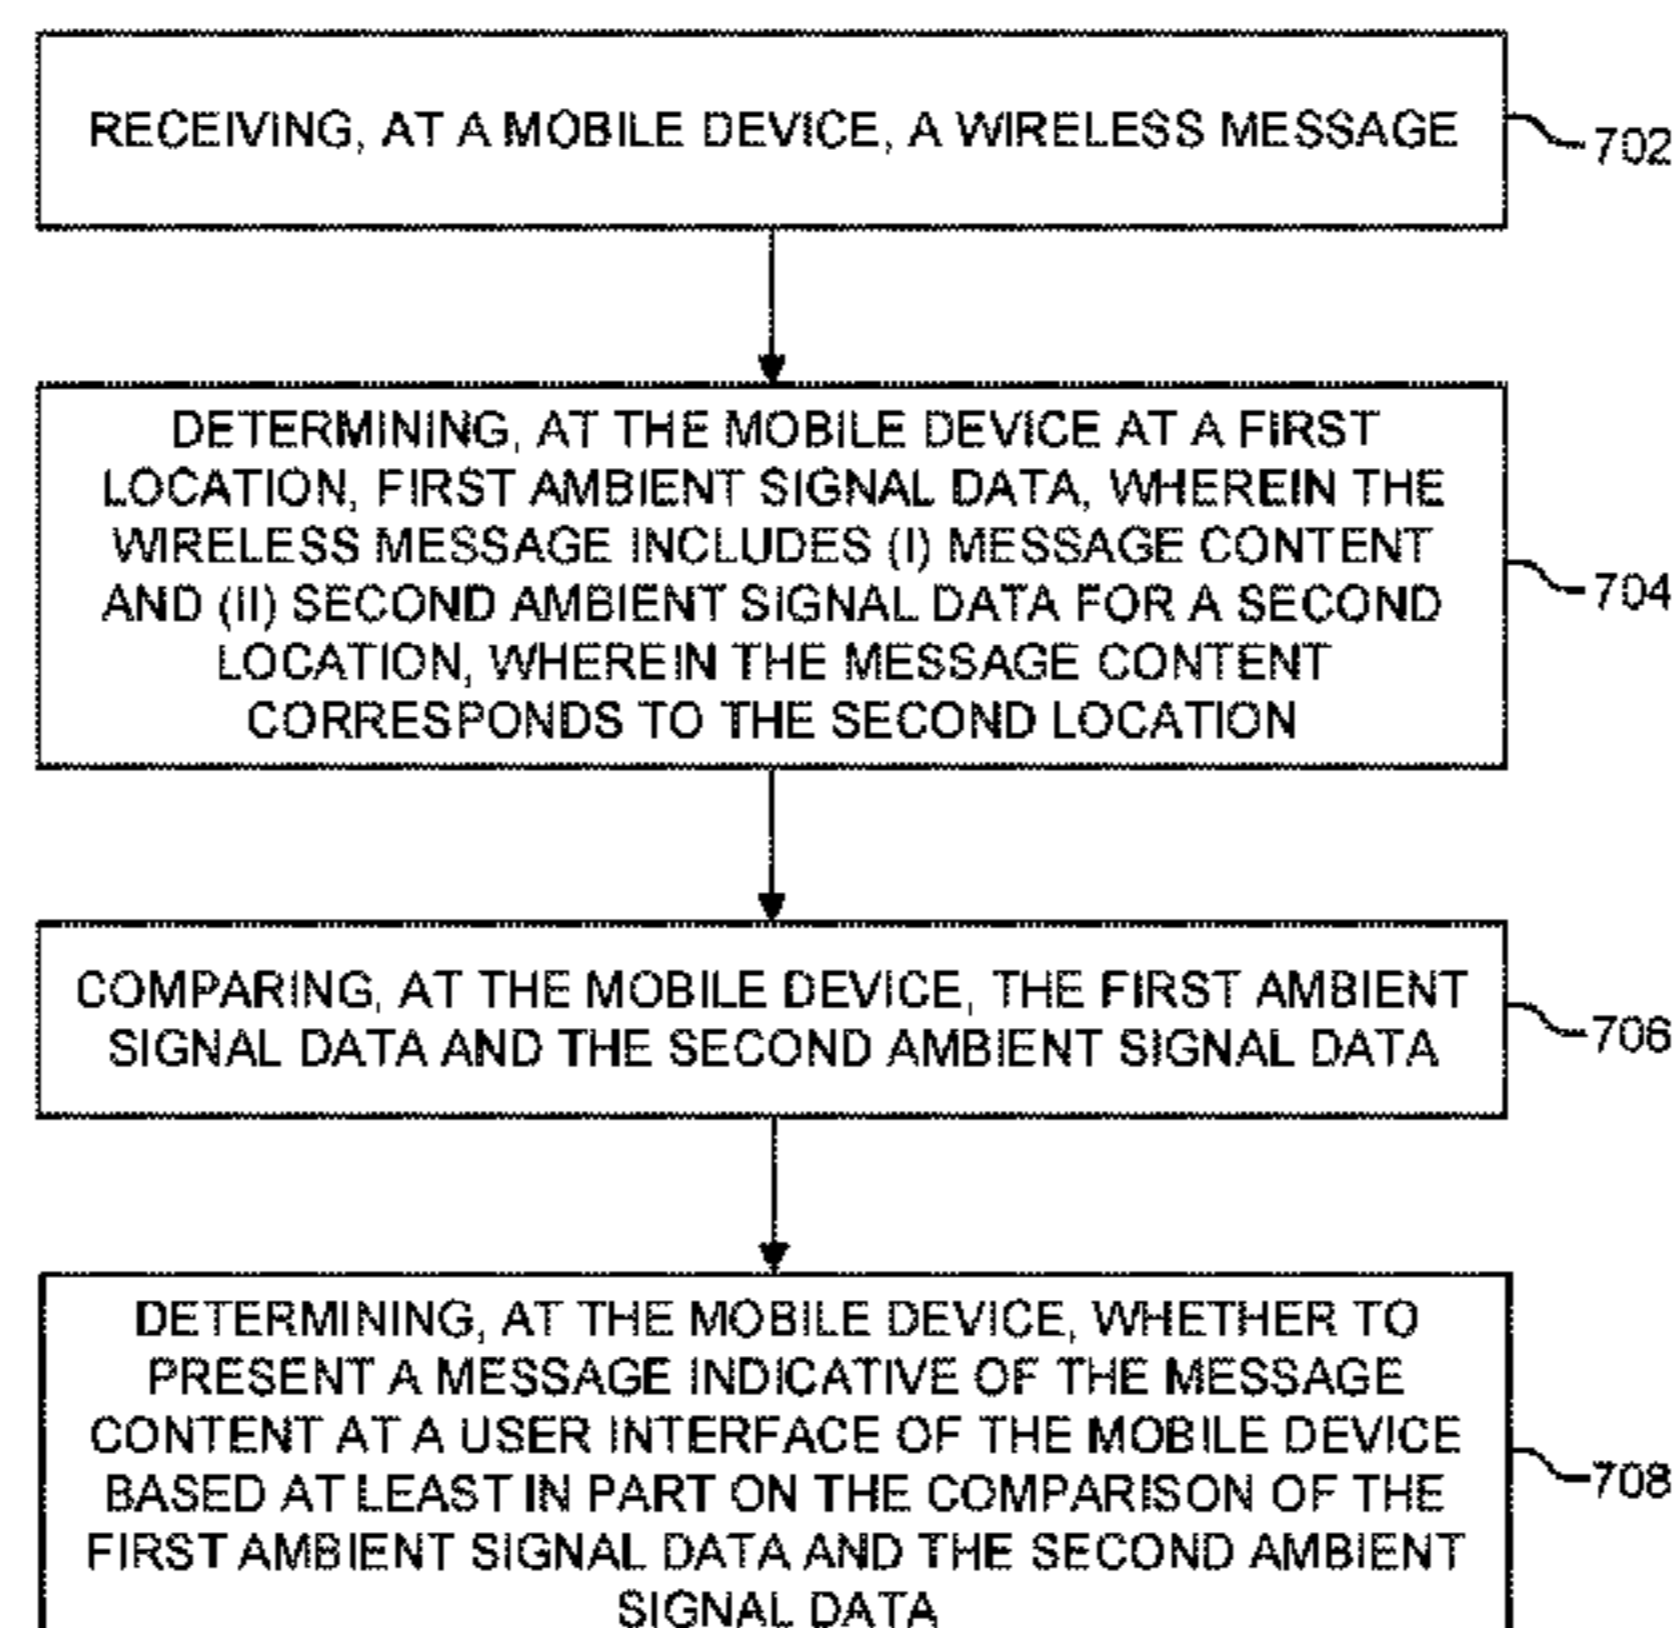 RECEIVING, AT A MOBILE DEVICE, A WIRELESS MESSAGE
702
DETERMINING, AT THE MOBILE DEVICE AT A FIRST
LOCATION, FIRST AMBIENT SIGNAL DATA, WHEREIN THE
WIRELESS MESSAGE INCLUDES (I) MESSAGE CONTENT
AND (II) SECOND AMBIENT SIGNAL DATA FOR A SECOND
LOCATION, WHEREIN THE MESSAGE CONTENT
CORRESPONDS TO THE SECOND LOCATION
704
COMPARING, AT THE MOBILE DEVICE, THE FIRST AMBIENT
SIGNAL DATA AND THE SECOND AMBIENT SIGNAL DATA
706
DETERMINING, AT THE MOBILE DEVICE, WHETHER TO
PRESENT A MESSAGE INDICATIVE OF THE MESSAGE
CONTENT AT A USER INTERFACE OF THE MOBILE DEVICE
BASED AT LEAST IN PART ON THE COMPARISON OF THE
FIRST AMBIENT SIGNAL DATA AND THE SECOND AMBIENT
SIGNAL DATA
708